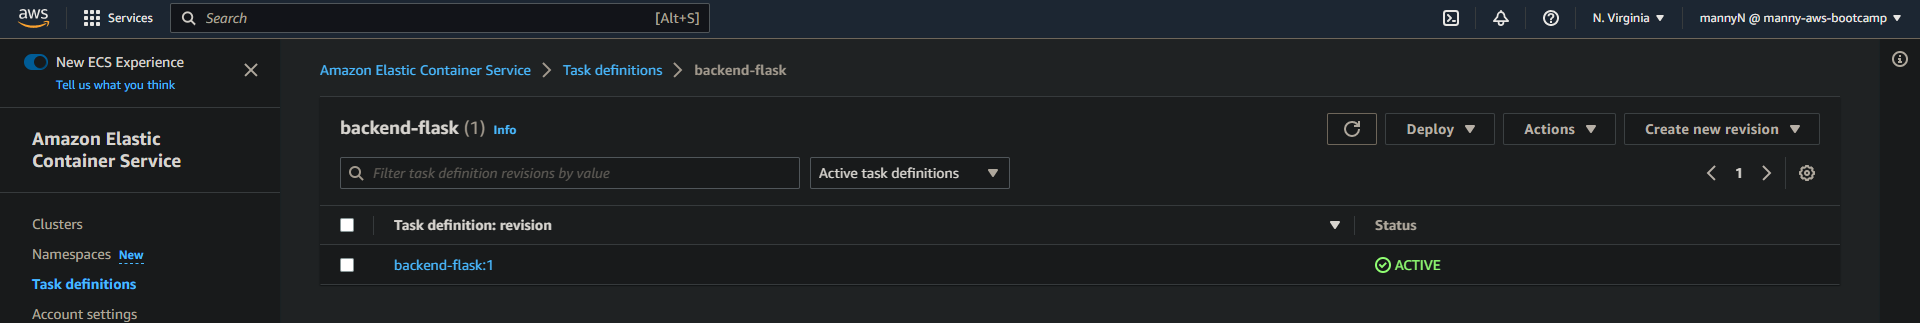 aws
Services
Search
[Alt+S]
N. Virginia
mannyN @ manny-aws-bootcamp
New ECS Experience
Tell us what you think
Amazon Elastic
Container Service
Clusters
Namespaces New
Task definitions
Account settings
Amazon Elastic Container Service
Task definitions
backend-flask
backend-flask (1) Info
Deploy
Actions
Create new revision
Filter task definition revisions by value
Active task definitions
1
Task definition: revision
Status
backend-flask:1
ACTIVE